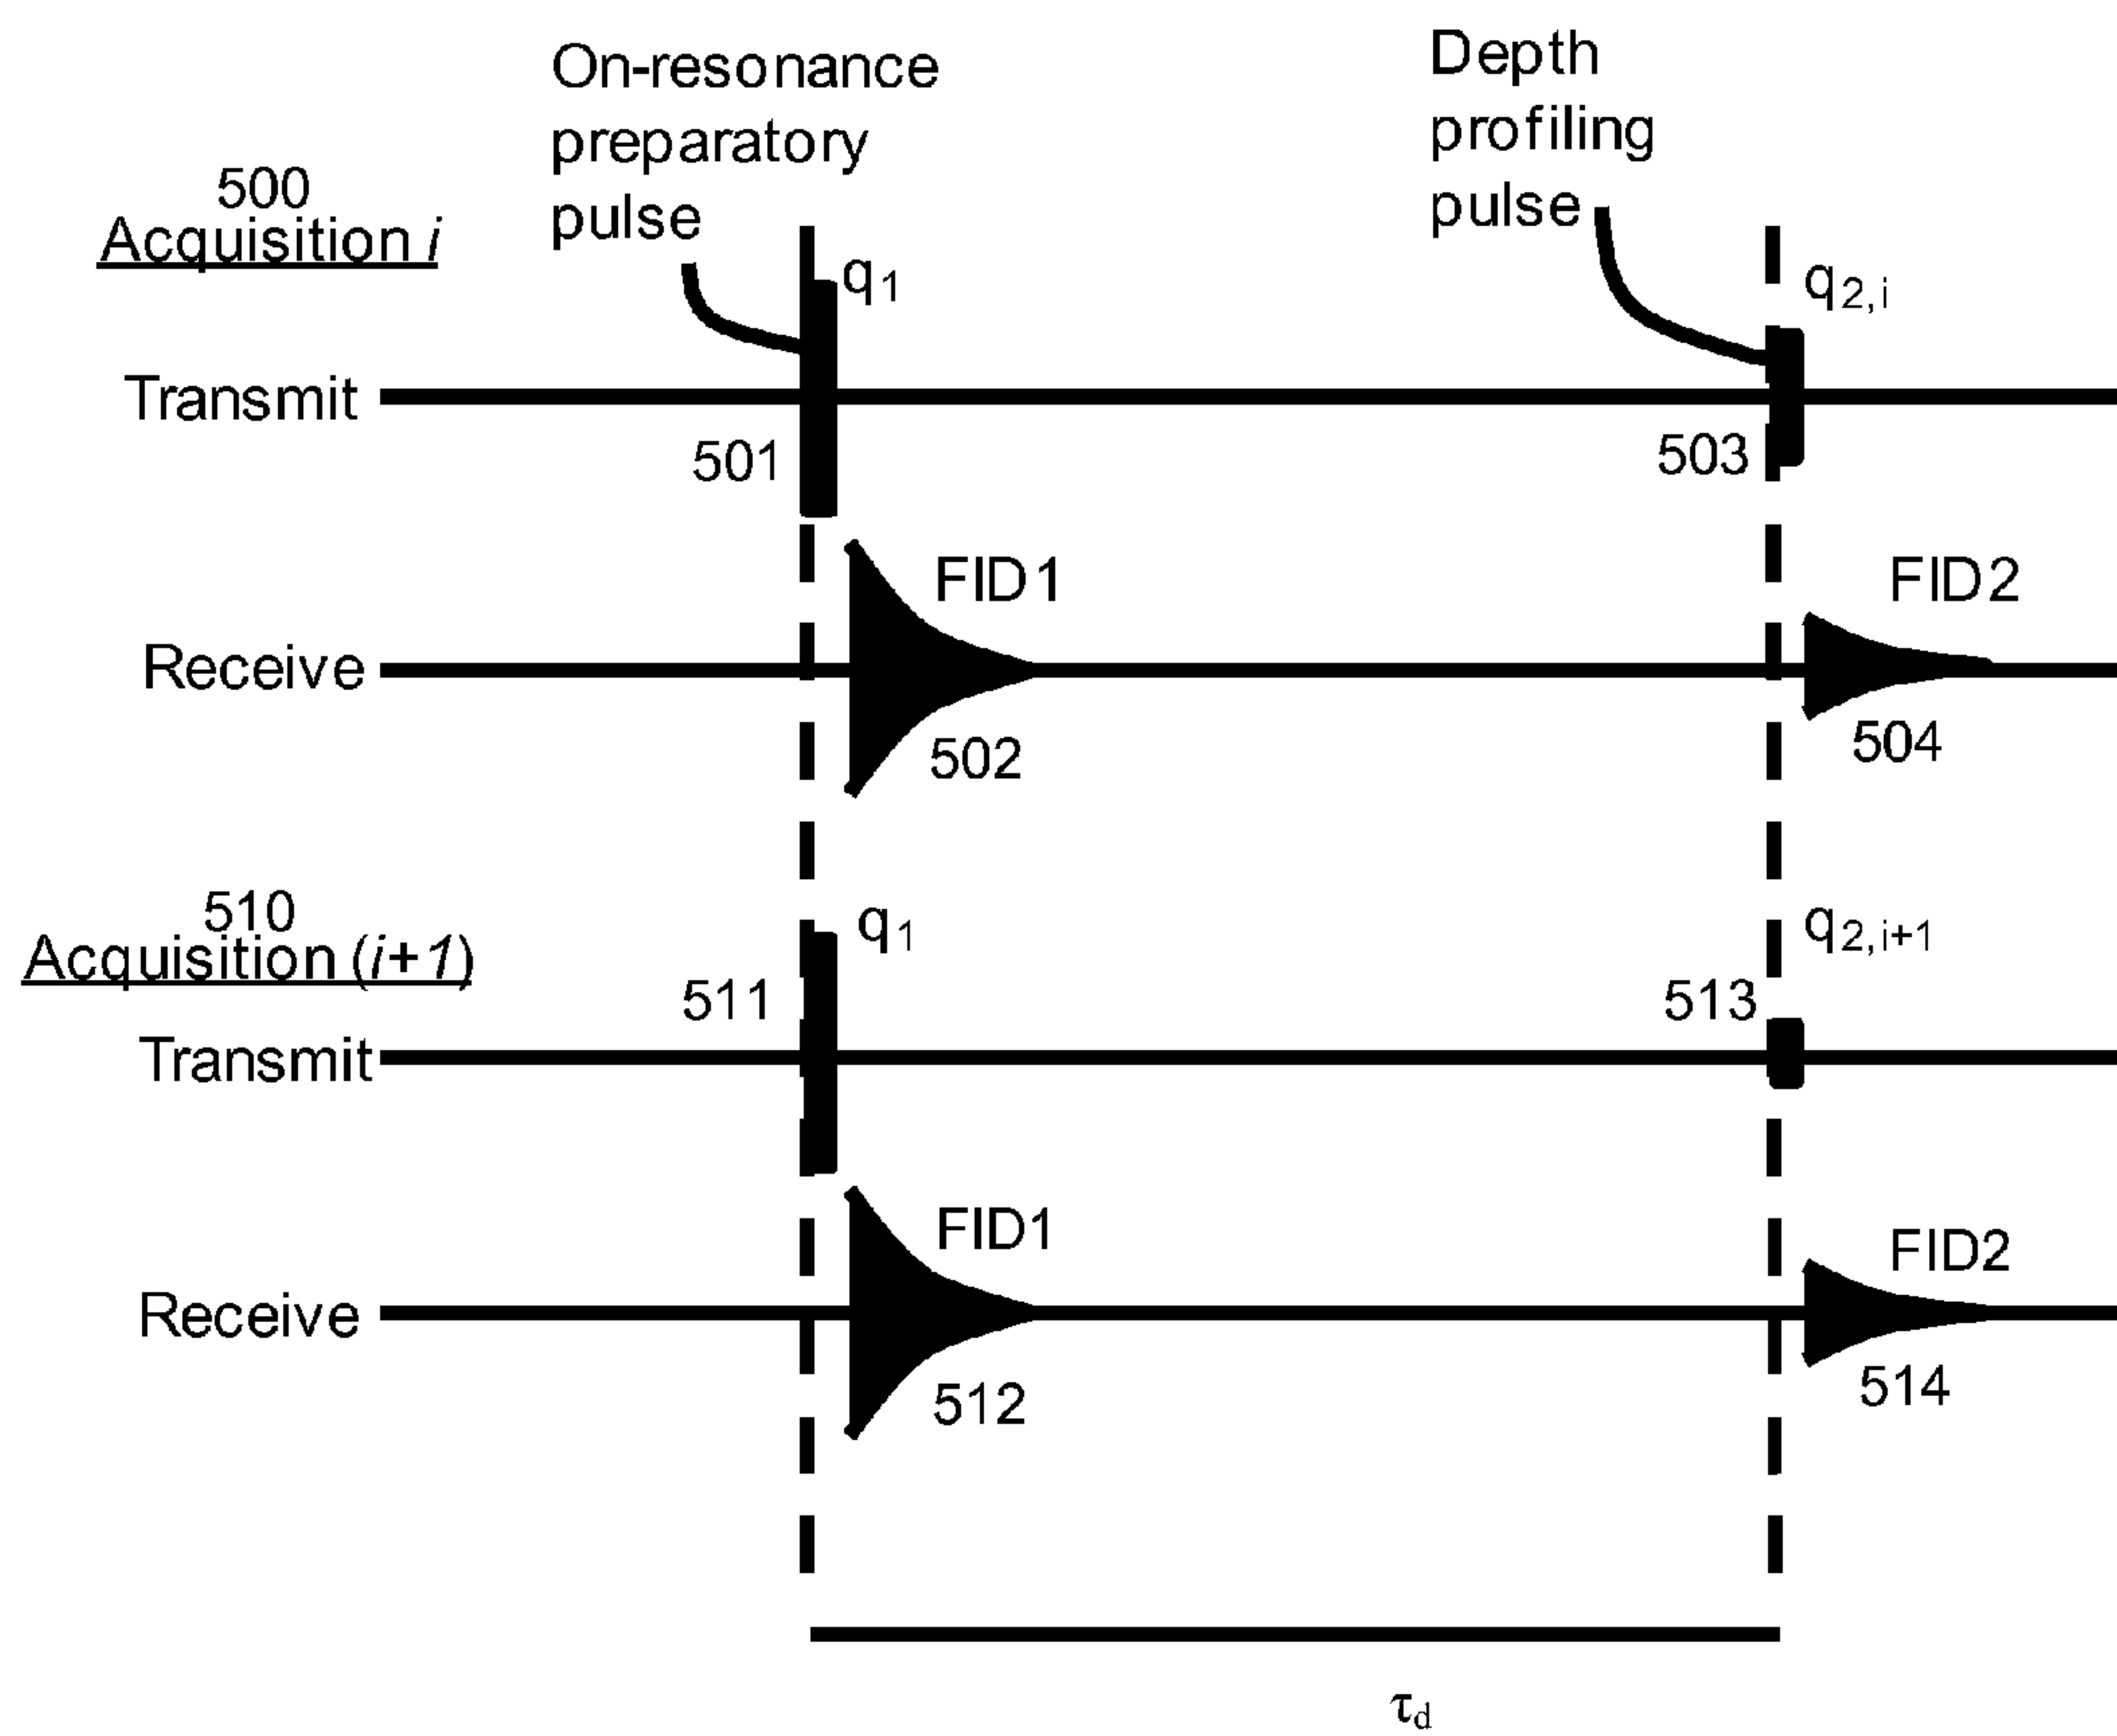 On-resonance
preparatory
pulse
Depth
profiling
pulse
500
Acquisition i
q1
q2,i
Transmit
501
503
FID1
FID2
Receive
502
504
510
Acquisition (i+1)
q1
q2,i+1
511
513
Transmit
FID1
FID2
Receive
512
514
τd